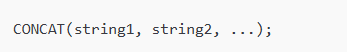 CONCAT(string1, string2, ...);